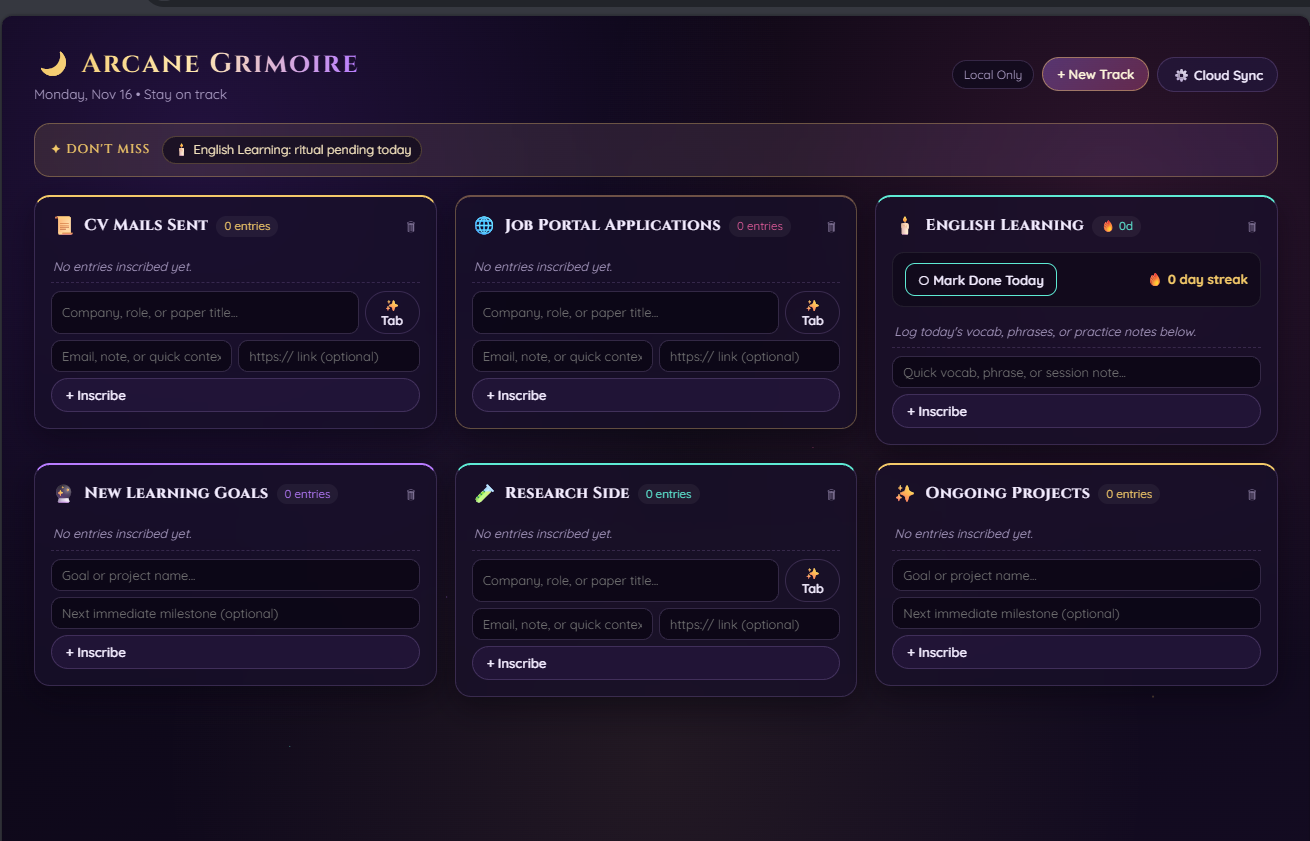 Arcane Grimoire
Monday, Nov 16 • Stay on track
Local Only
+ New Track
Cloud Sync
✦ DON'T MISS
English Learning: ritual pending today
CV Mails Sent
0 entries
No entries inscribed yet.
Company, role, or paper title…
Tab
Email, note, or quick contex
https:// link (optional)
+ Inscribe
Job Portal Applications
0 entries
No entries inscribed yet.
Company, role, or paper title…
Tab
Email, note, or quick contex
https:// link (optional)
+ Inscribe
English Learning
0d
○ Mark Done Today
0 day streak
Log today's vocab, phrases, or practice notes below.
Quick vocab, phrase, or session note…
+ Inscribe
New Learning Goals
0 entries
No entries inscribed yet.
Goal or project name…
Next immediate milestone (optional)
+ Inscribe
Research Side
0 entries
No entries inscribed yet.
Company, role, or paper title…
Tab
Email, note, or quick contex
https:// link (optional)
+ Inscribe
Ongoing Projects
0 entries
No entries inscribed yet.
Goal or project name…
Next immediate milestone (optional)
+ Inscribe